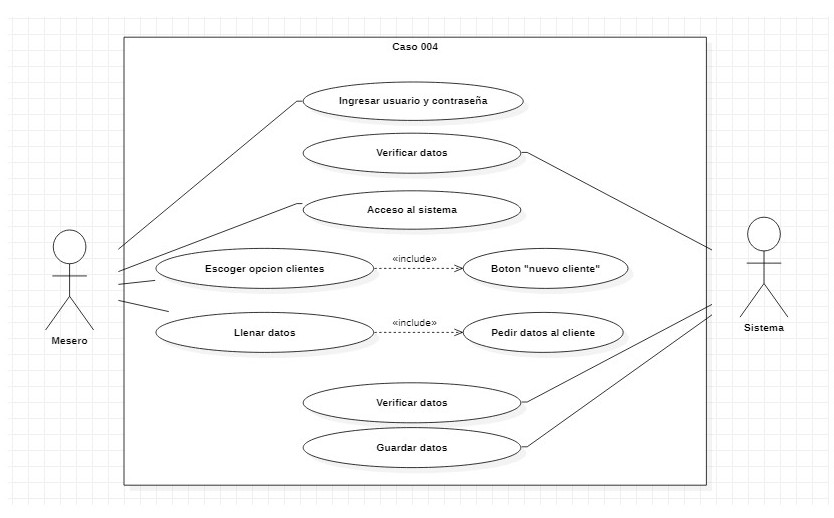 Caso 004
Ingresar usuario y contraseña
Verificar datos
Acceso al sistema
Escoger opcion clientes
«include»
Boton "nuevo cliente"
Llenar datos
«include»
Pedir datos al cliente
Mesero
Sistema
Verificar datos
Guardar datos